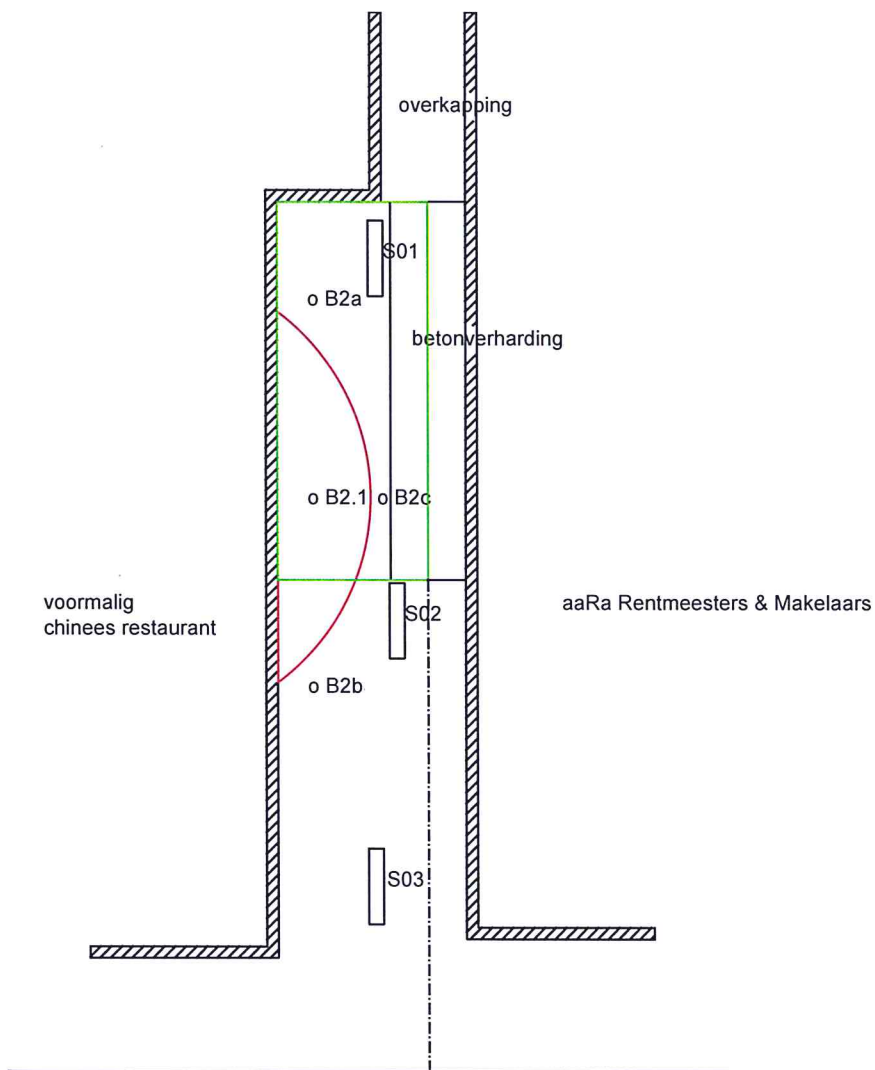 overkapping
S01
o B2a
betonverharding
o B2.1
o B2c
voormalig
chinees restaurant
S02
aaRa Rentmeesters & Makelaars
o B2b
S03